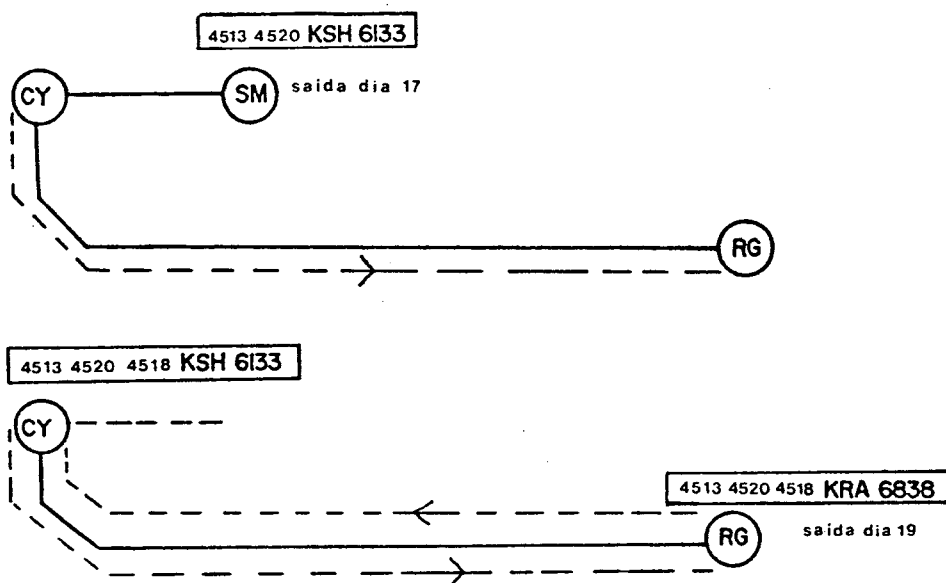 4513 4520 KSH 6133
CY
SM
saida dia 17
RG
4513 4520 4518 KSH 6133
CY
4513 4520 4518 KRA 6838
RG
saida dia 19